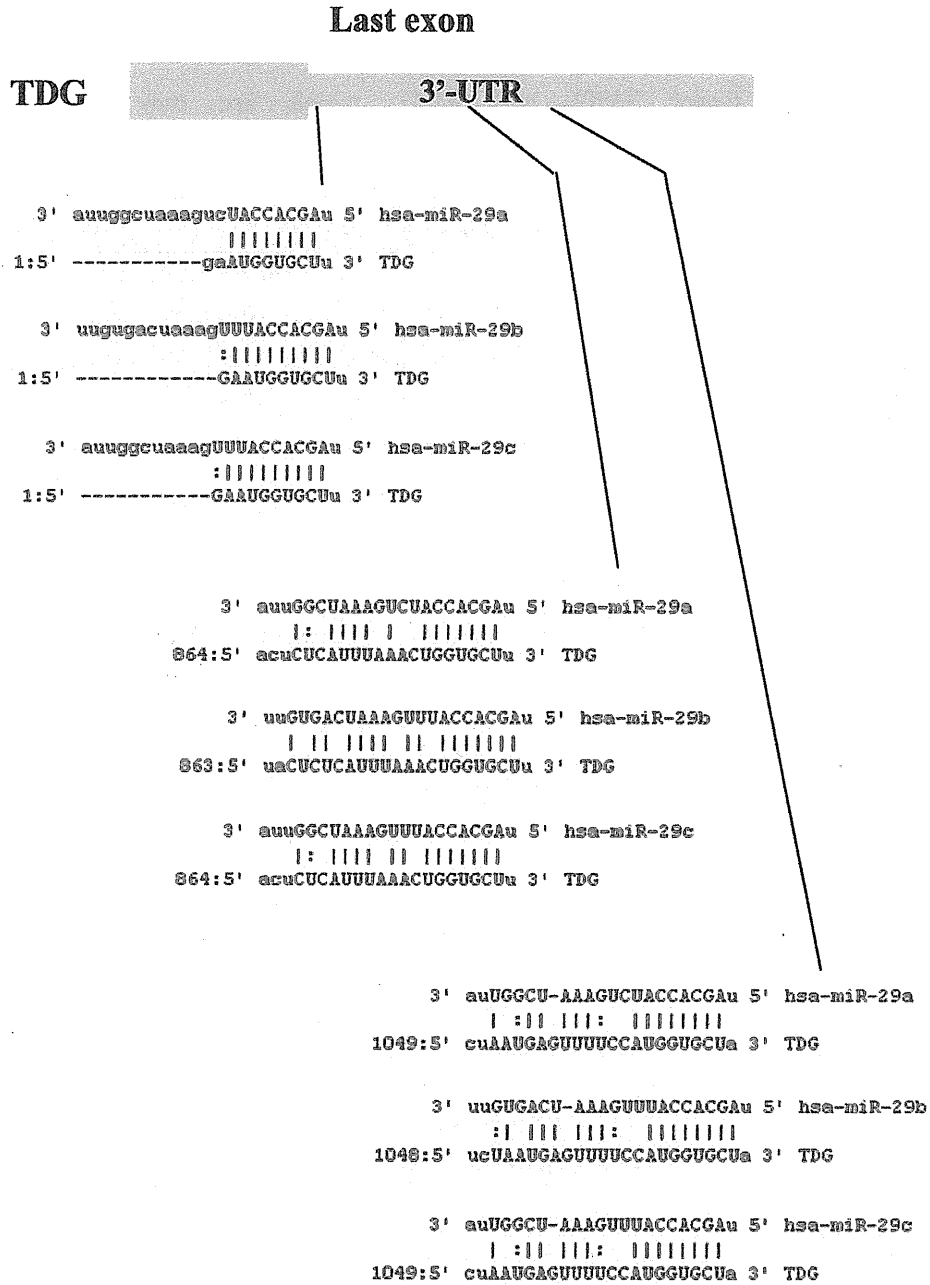 Last exon
TDG
3'-UTR
3' auuggcuaaagucUACCACGAu 5' hsa-miR-29a
||||||||
1:5' -----------gaAUGGUGCUu 3' TDG
3' uugugacuaaagUUUACCACGAu 5' hsa-miR-29b
:|||||||||
1:5' ------------GAAUGGUGCUu 3' TDG
3' auuggcuaaagUUUACCACGAu 5' hsa-miR-29c
:|||||||||
1:5' -----------GAAUGGUGCUu 3' TDG
3' auuGGCUAAAGUCUACCACGAu 5' hsa-miR-29a
|: |||| | |||||||
864:5' acuCUCAUUUAAACUGGUGCUu 3' TDG
3' uuGUGACUAAAGUUUACCACGAu 5' hsa-miR-29b
| || |||| || |||||||
863:5' uaCUCUCAUUUAAACUGGUGCUu 3' TDG
3' auuGGCUAAAGUUUACCACGAu 5' hsa-miR-29c
|: |||| || |||||||
864:5' acuCUCAUUUAAACUGGUGCUu 3' TDG
3' auUGGCU-AAAGUCUACCACGAu 5' hsa-miR-29a
| :|| |||: ||||||||
1049:5' cuAAUGAGUUUUCCAUGGUGCUa 3' TDG
3' uuGUGACU-AAAGUUUACCACGAu 5' hsa-miR-29b
:| ||| |||: ||||||||
1048:5' ucUAAUGAGUUUUCCAUGGUGCUa 3' TDG
3' auUGGCU-AAAGUUUACCACGAu 5' hsa-miR-29c
| :|| |||: ||||||||
1049:5' cuAAUGAGUUUUCCAUGGUGCUa 3' TDG